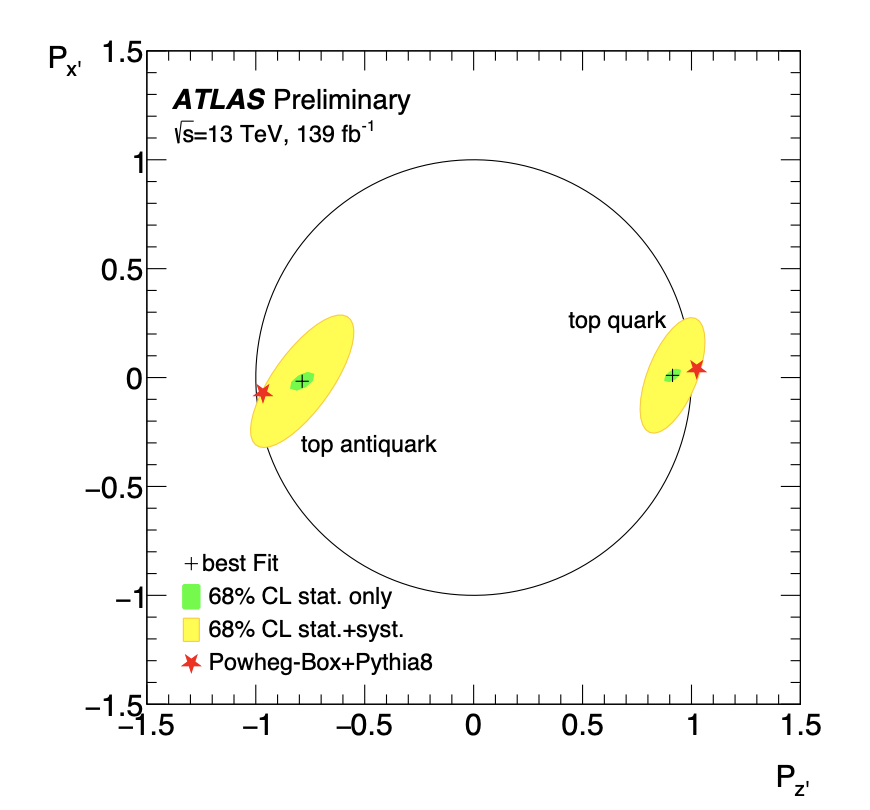 P_x'
1.5
ATLAS Preliminary
√s=13 TeV, 139 fb⁻¹
1
0.5
top quark
0
top antiquark
−0.5
+ best Fit
68% CL stat. only
−1
68% CL stat.+syst.
Powheg-Box+Pythia8
−1.5
−1.5 −1 −0.5 0 0.5 1 1.5
P_z'